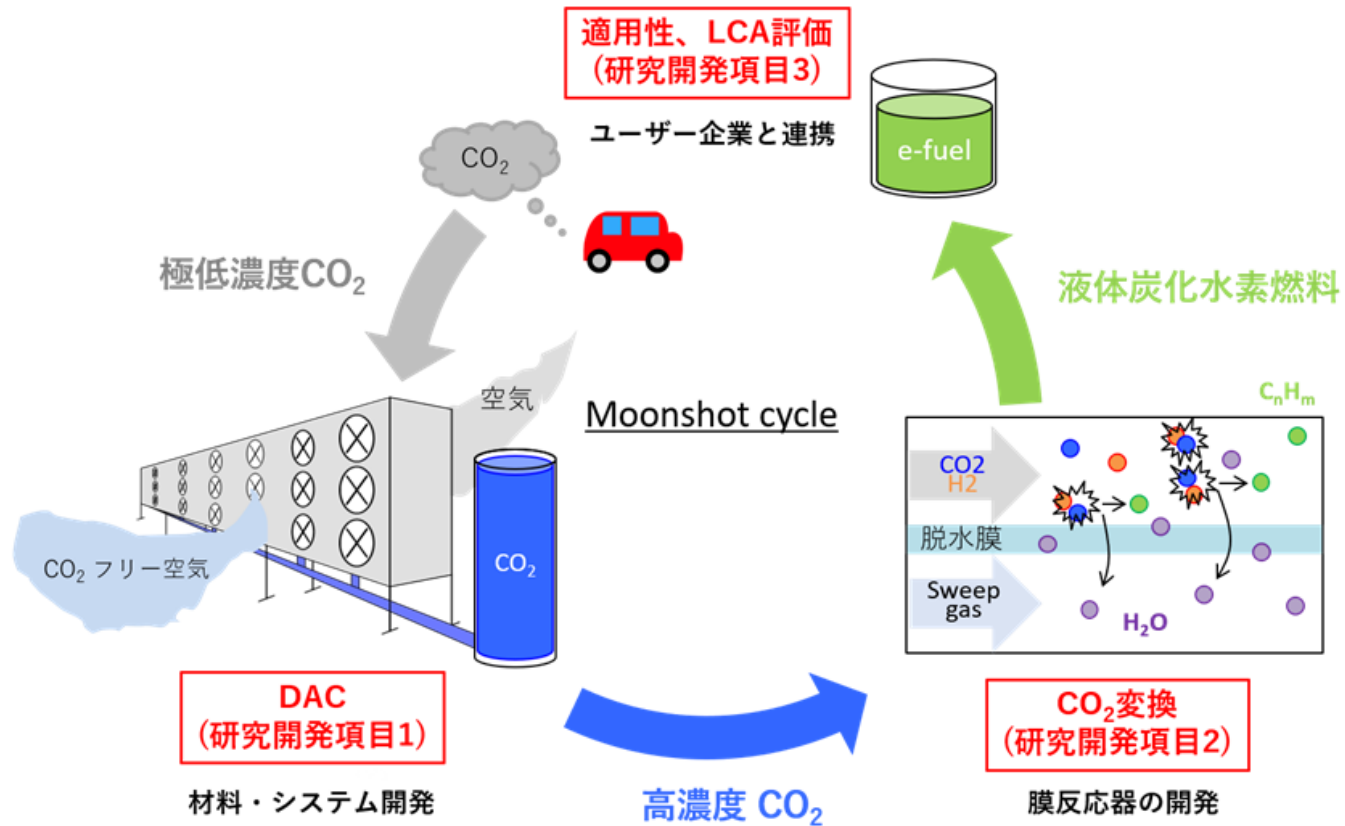 適用性、LCA評価
(研究開発項目3)
ユーザー企業と連携
e-fuel
CO₂
極低濃度CO₂
液体炭化水素燃料
空気
Moonshot cycle
CₙHₘ
CO2
H2
脱水膜
CO₂ フリー空気
CO₂
Sweep
gas
H₂O
DAC
(研究開発項目1)
材料・システム開発
高濃度 CO₂
CO₂変換
(研究開発項目2)
膜反応器の開発